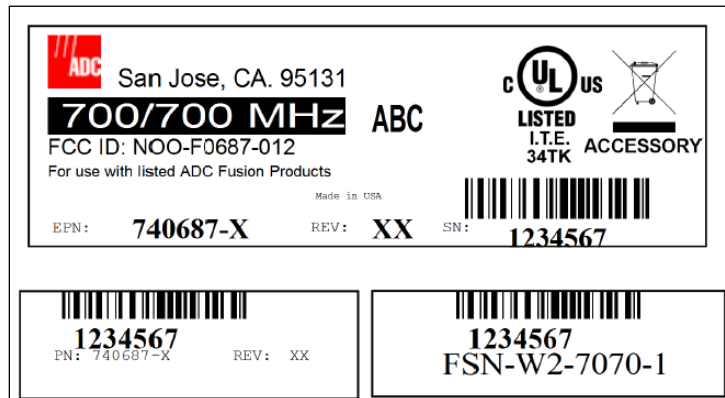 ADC
San Jose, CA. 95131
700/700 MHz ABC
FCC ID: NOO-F0687-012
For use with listed ADC Fusion Products
C UL US
LISTED
I.T.E.
34TK
ACCESSORY
Made in USA
EPN: 740687-X REV: XX SN: 1234567
1234567
PN: 740687-X REV: XX
1234567
FSN-W2-7070-1